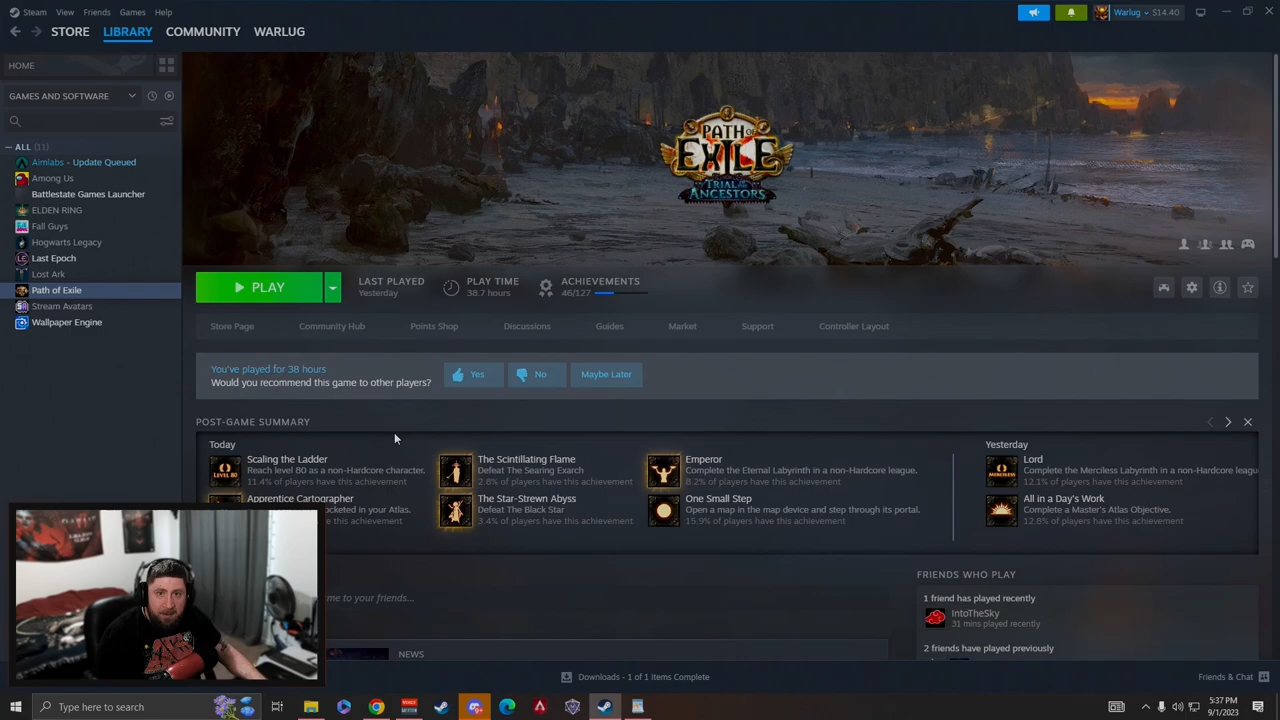 Steam View Friends Games Help
Warlug $14.40
STORE LIBRARY COMMUNITY WARLUG
HOME
GAMES AND SOFTWARE
ALL (11)
Aimlabs - Update Queued
Among Us
Battlestate Games Launcher
ELDEN RING
Fall Guys
Hogwarts Legacy
Last Epoch
Lost Ark
Path of Exile
Stream Avatars
Wallpaper Engine
PATH OF
EXILE
TRIAL OF THE
ANCESTORS
PLAY
LAST PLAYED
Yesterday
PLAY TIME
38.7 hours
ACHIEVEMENTS
46/127
Store Page Community Hub Points Shop Discussions Guides Market Support Controller Layout
You've played for 38 hours
Would you recommend this game to other players?
Yes No Maybe Later
POST-GAME SUMMARY
Today
Scaling the Ladder
Reach level 80 as a non-Hardcore character.
11.4% of players have this achievement
Apprentice Cartographer
ocketed in your Atlas.
ve this achievement
The Scintillating Flame
Defeat The Searing Exarch
2.8% of players have this achievement
The Star-Strewn Abyss
Defeat The Black Star
3.4% of players have this achievement
Emperor
Complete the Eternal Labyrinth in a non-Hardcore league.
8.2% of players have this achievement
One Small Step
Open a map in the map device and step through its portal.
15.9% of players have this achievement
Yesterday
Lord
Complete the Merciless Labyrinth in a non-Hardcore leagu
12.1% of players have this achievement
All in a Day's Work
Complete a Master's Atlas Objective.
12.8% of players have this achievement
me to your friends...
NEWS
FRIENDS WHO PLAY
1 friend has played recently
IntoTheSky
31 mins played recently
2 friends have played previously
Downloads - 1 of 1 Items Complete
Friends & Chat
Type here to search
5:37 PM
9/1/2023